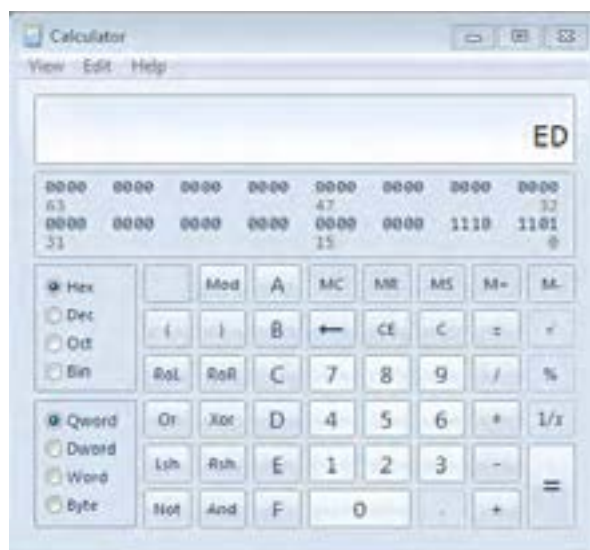 Calculator
View Edit Help
ED
0000 0000 0000 0000 0000 0000 0000 0000
63 47 32
0000 0000 0000 0000 0000 0000 1110 1101
31 15 0
Hex Mod A MC MR MS M+ M-
Dec
( ) B ← CE C ± √
Oct
Bin RoL RoR C 7 8 9 / %
Qword Or Xor D 4 5 6 * 1/x
Dword
Lsh Rsh E 1 2 3 - =
Word
Byte Not And F 0 . +